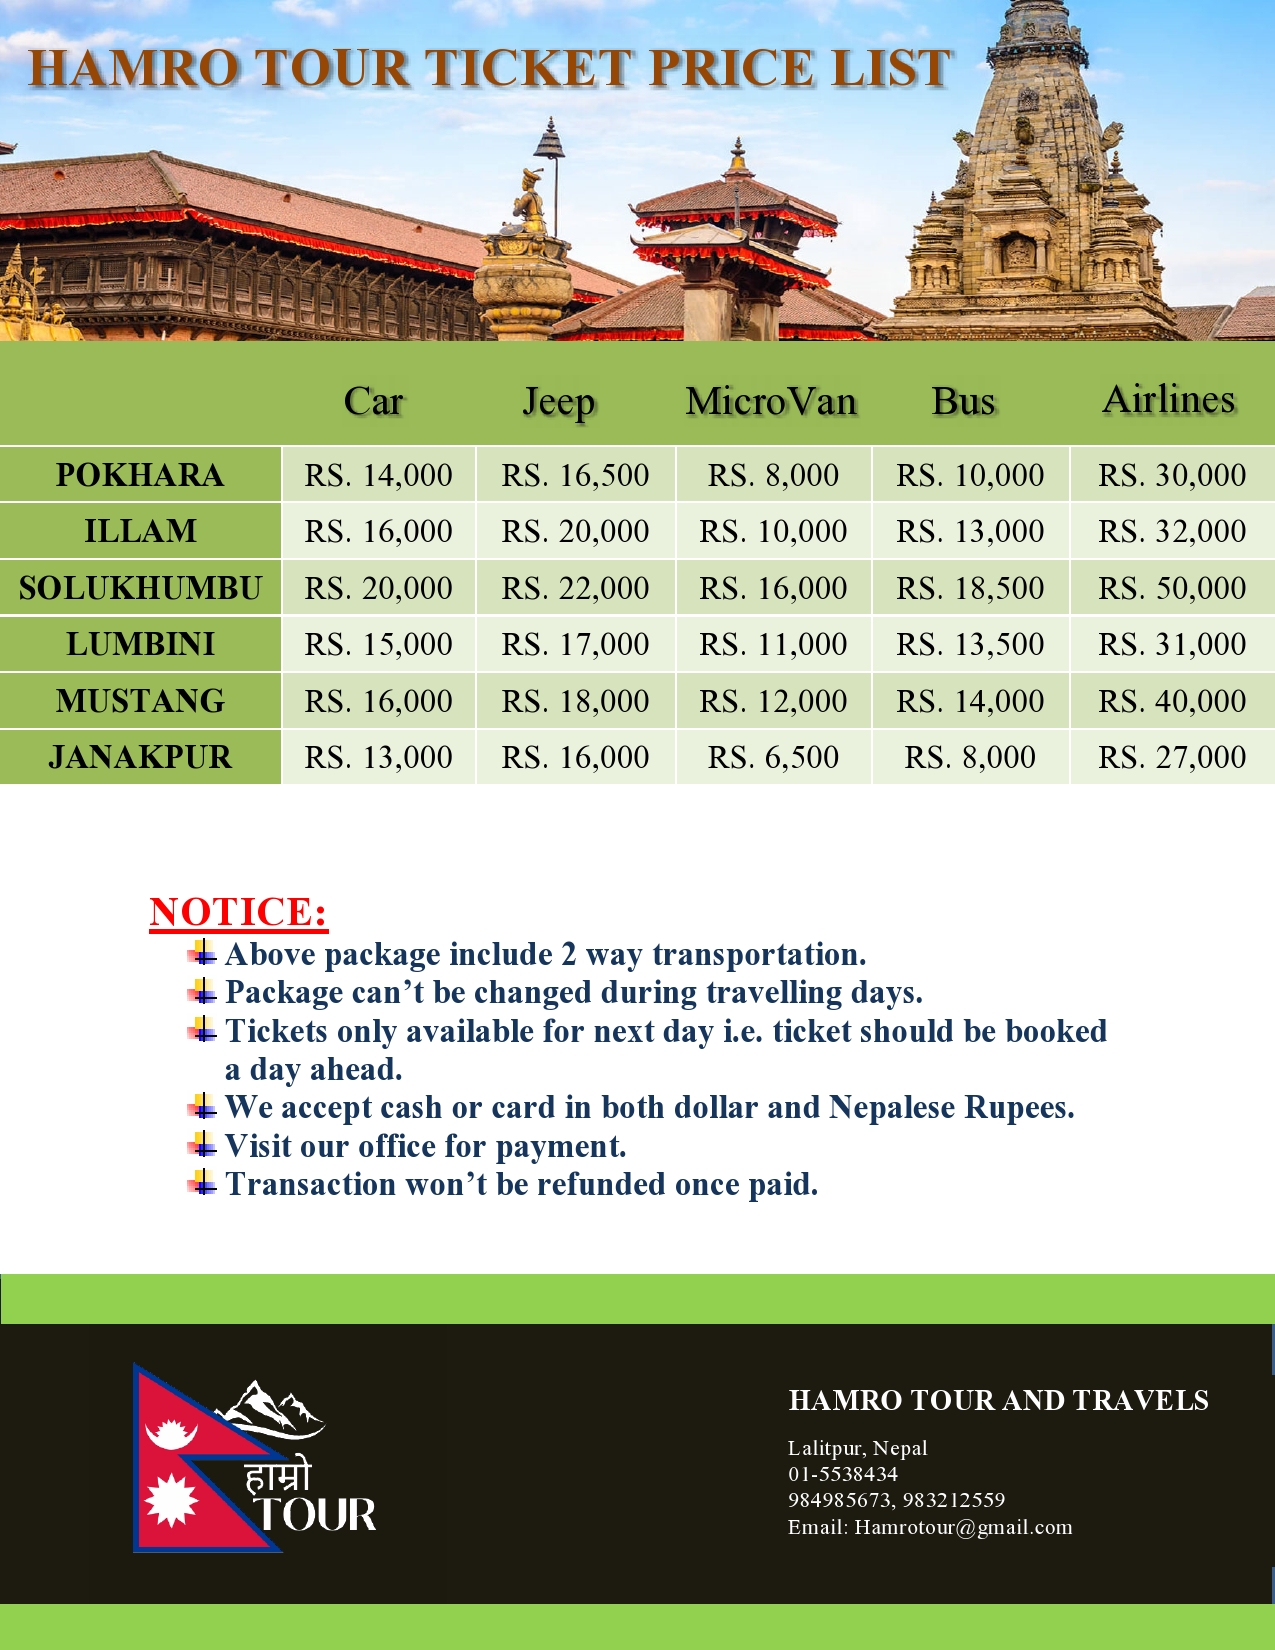 HAMRO TOUR TICKET PRICE LIST
Car Jeep MicroVan Bus Airlines
POKHARA RS. 14,000 RS. 16,500 RS. 8,000 RS. 10,000 RS. 30,000
ILLAM RS. 16,000 RS. 20,000 RS. 10,000 RS. 13,000 RS. 32,000
SOLUKHUMBU RS. 20,000 RS. 22,000 RS. 16,000 RS. 18,500 RS. 50,000
LUMBINI RS. 15,000 RS. 17,000 RS. 11,000 RS. 13,500 RS. 31,000
MUSTANG RS. 16,000 RS. 18,000 RS. 12,000 RS. 14,000 RS. 40,000
JANAKPUR RS. 13,000 RS. 16,000 RS. 6,500 RS. 8,000 RS. 27,000
NOTICE:
Above package include 2 way transportation.
Package can’t be changed during travelling days.
Tickets only available for next day i.e. ticket should be booked
a day ahead.
We accept cash or card in both dollar and Nepalese Rupees.
Visit our office for payment.
Transaction won’t be refunded once paid.
हाम्रो
TOUR
HAMRO TOUR AND TRAVELS
Lalitpur, Nepal
01-5538434
984985673, 983212559
Email: Hamrotour@gmail.com